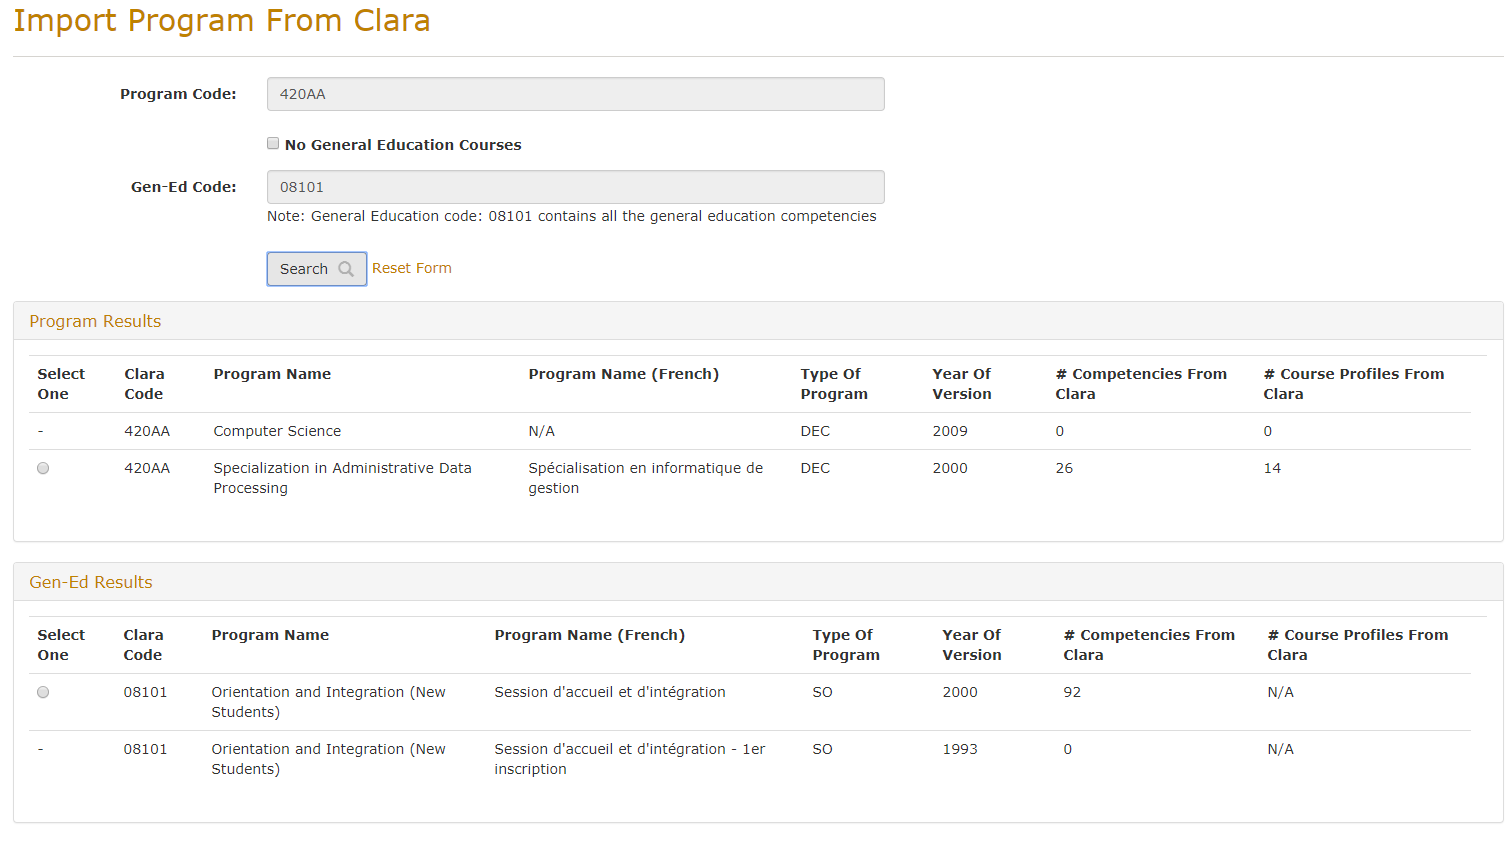 Import Program From Clara
Program Code: 420AA
No General Education Courses
Gen-Ed Code: 08101
Note: General Education code: 08101 contains all the general education competencies
Search Reset Form
Program Results
Select One Clara Code Program Name Program Name (French) Type Of Program Year Of Version # Competencies From Clara # Course Profiles From Clara
- 420AA Computer Science N/A DEC 2009 0 0
420AA Specialization in Administrative Data Processing Spécialisation en informatique de gestion DEC 2000 26 14
Gen-Ed Results
Select One Clara Code Program Name Program Name (French) Type Of Program Year Of Version # Competencies From Clara # Course Profiles From Clara
08101 Orientation and Integration (New Students) Session d'accueil et d'intégration SO 2000 92 N/A
- 08101 Orientation and Integration (New Students) Session d'accueil et d'intégration - 1er inscription SO 1993 0 N/A